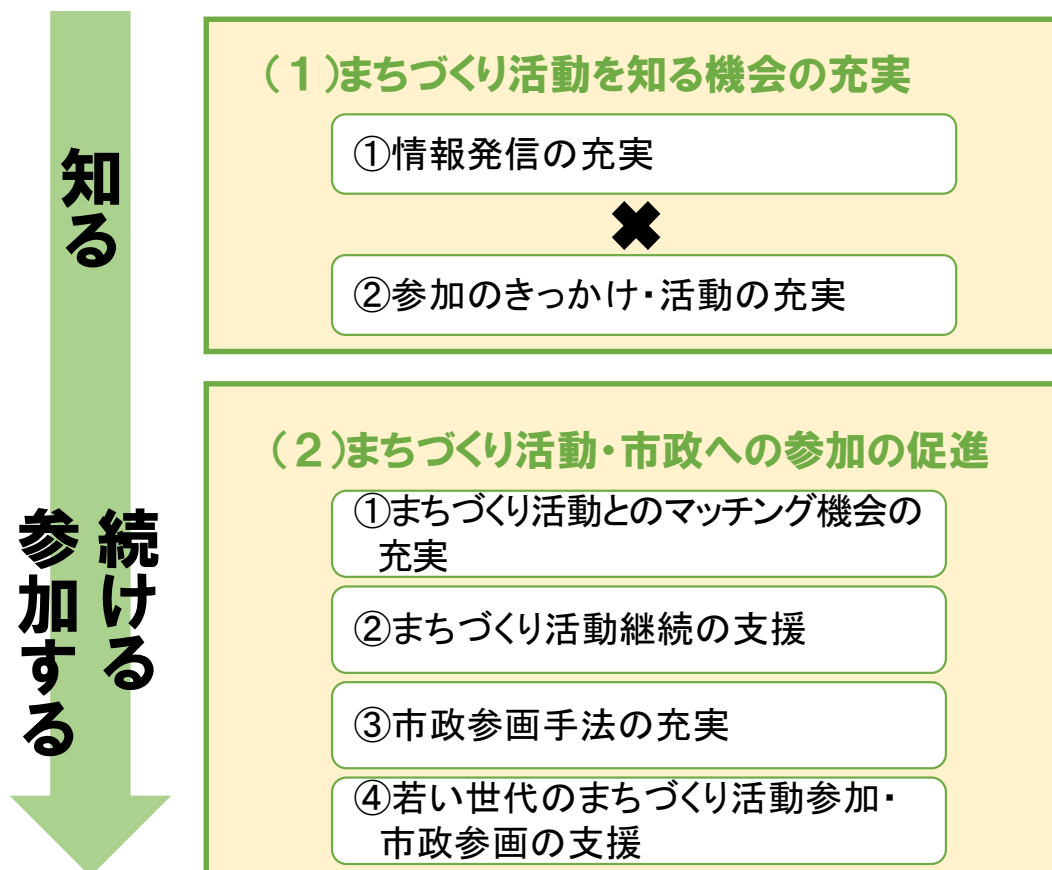 知る
(1)まちづくり活動を知る機会の充実
①情報発信の充実
✖
②参加のきっかけ・活動の充実
続ける
参加する
(2)まちづくり活動・市政への参加の促進
①まちづくり活動とのマッチング機会の
充実
②まちづくり活動継続の支援
③市政参画手法の充実
④若い世代のまちづくり活動参加・
市政参画の支援